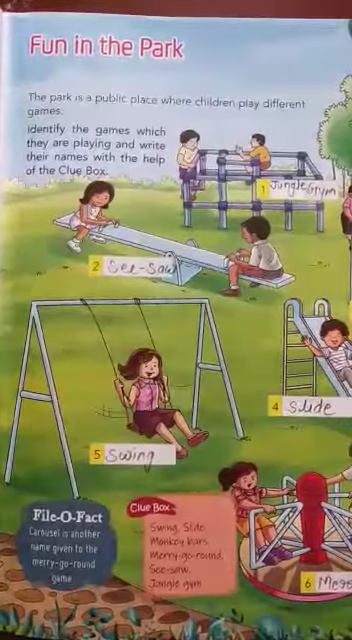 Fun in the Park
The park is a public place where children play different
games.
Identify the games which
they are playing and write
their names with the help
of the Clue Box.
1 Jungle Gym
2 See-saw
4 Slide
5 Swing
File-O-Fact
Carousel is another
name given to the
merry-go-round
game
Clue Box
Swing, Slide
Monkey bars,
Merry-go-round,
See-saw,
Jungle gym
6